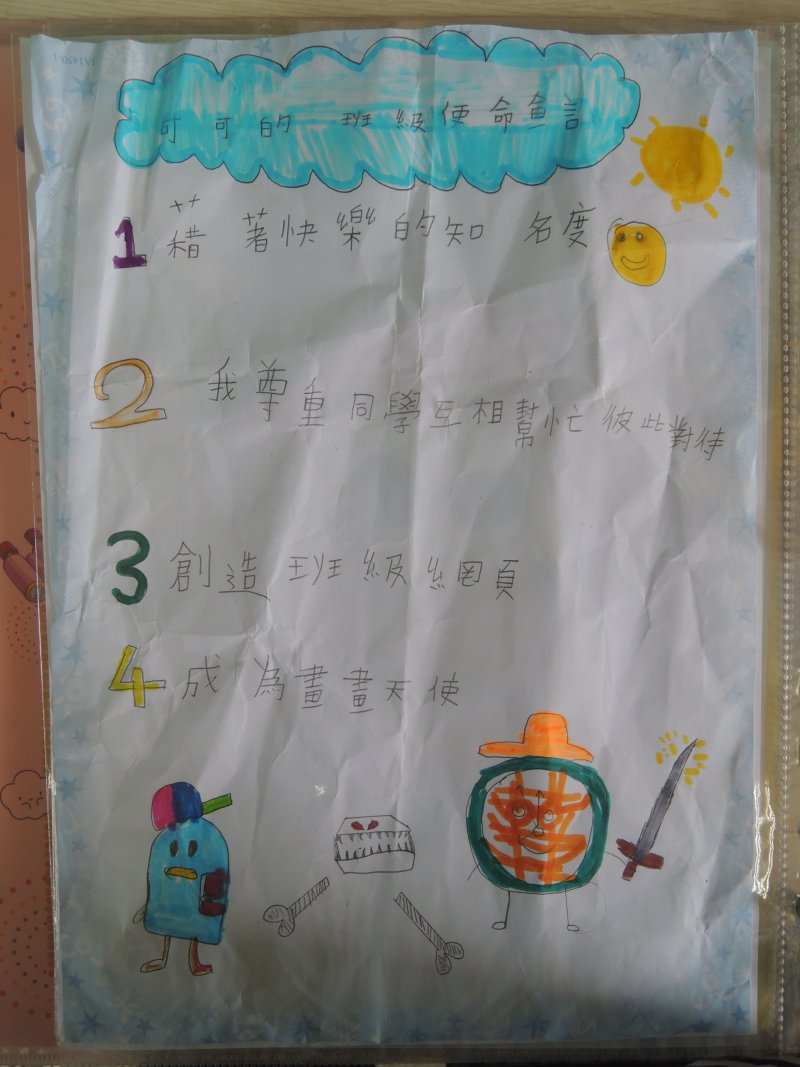 可可的 班級使命負言
1 藉著快樂的知名度
2 我尊重同學互相幫忙彼此對待
3 創造班級網頁
4 成為畫畫天使